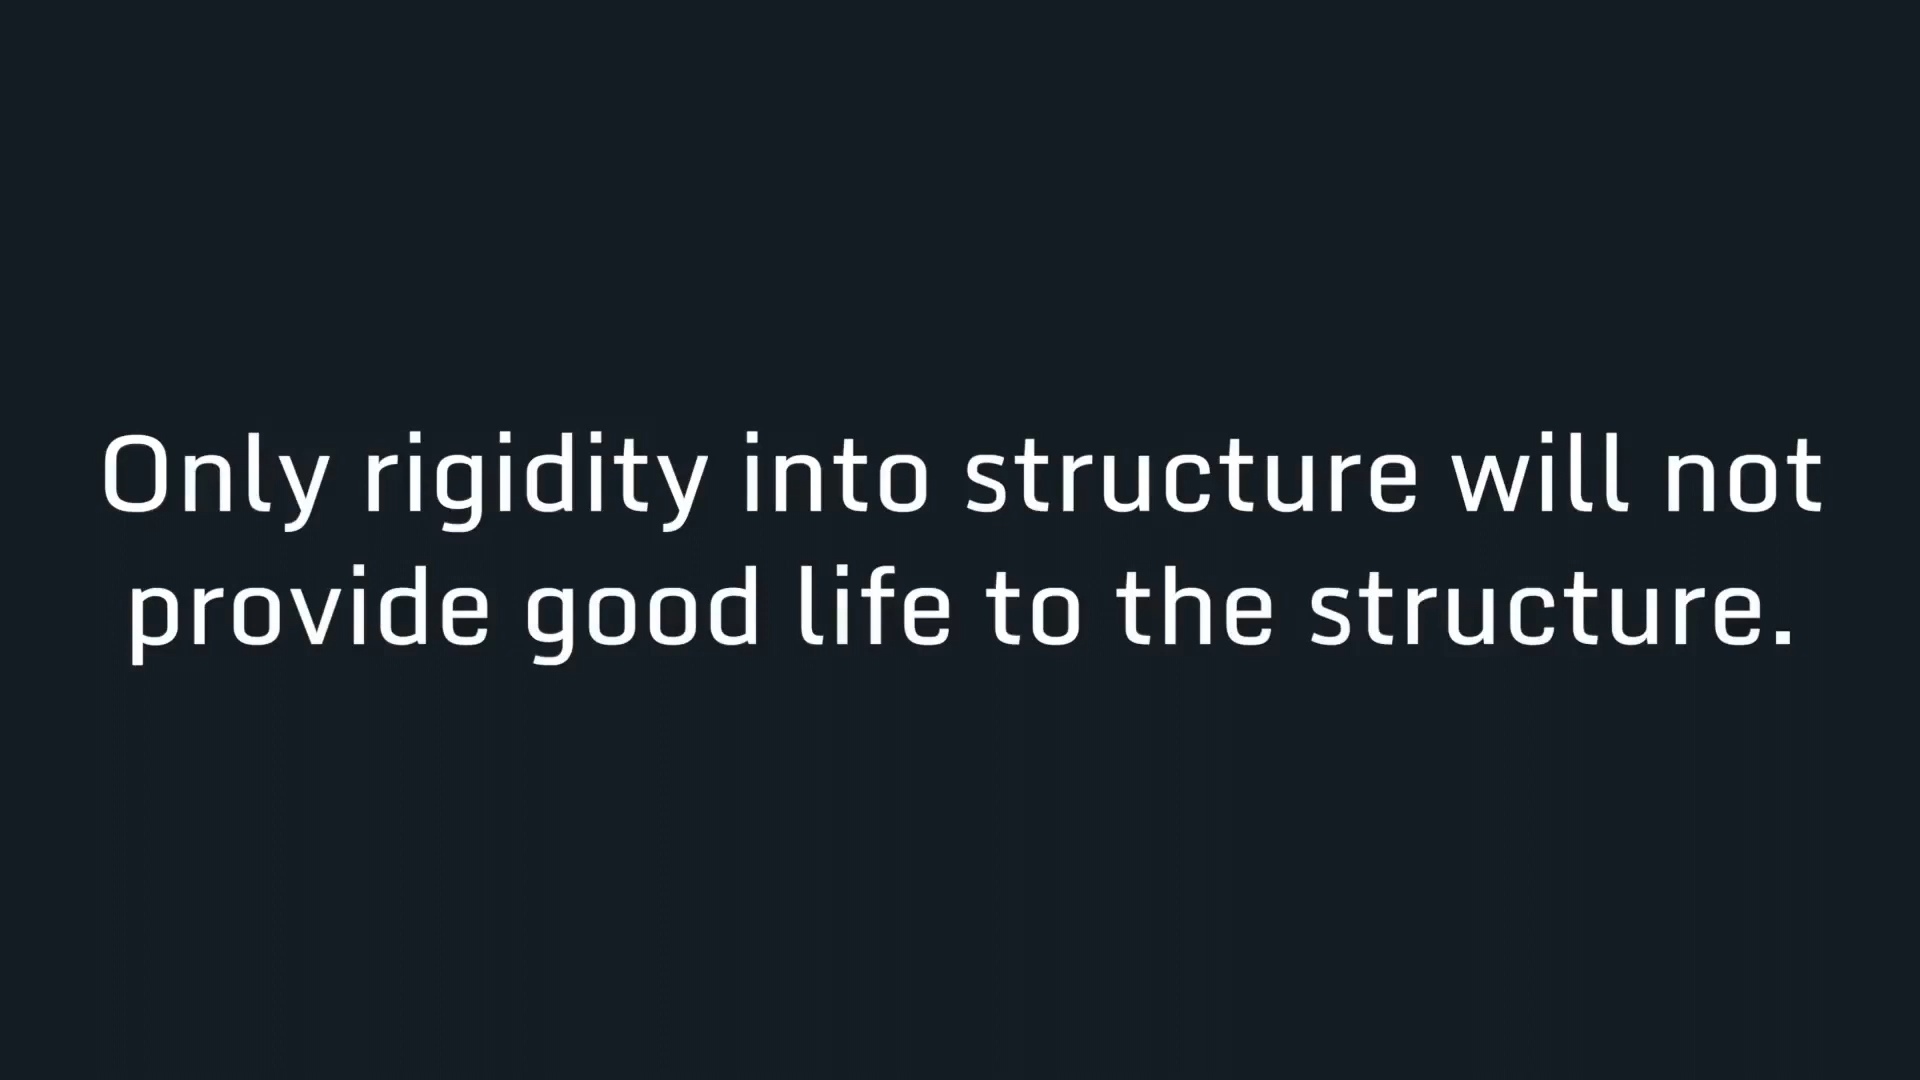 Only rigidity into structure will not
provide good life to the structure.